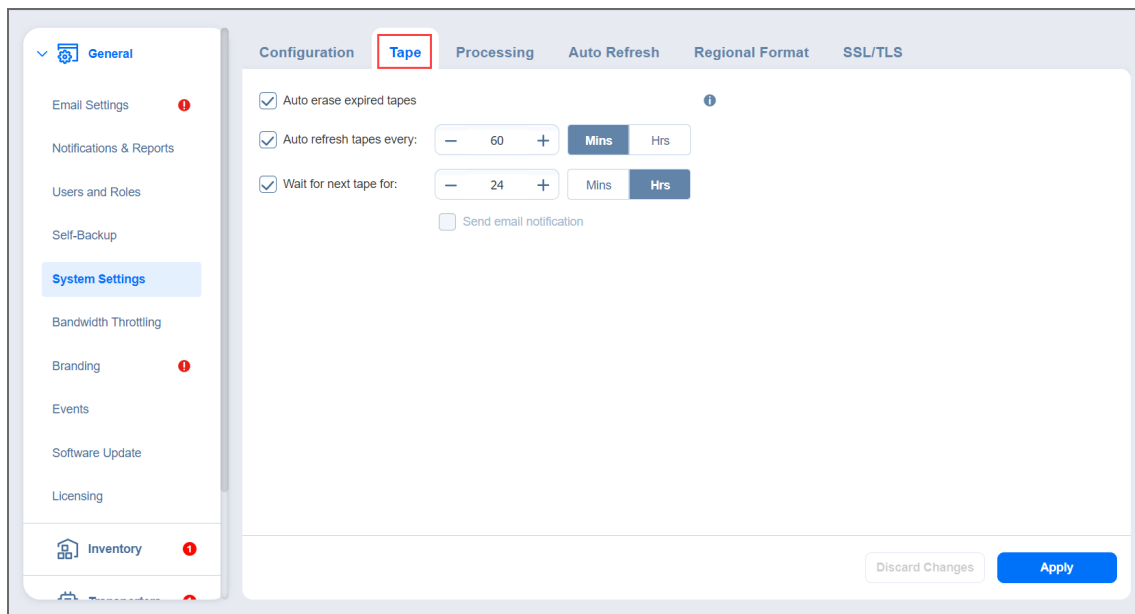 General
Email Settings
Notifications & Reports
Users and Roles
Self-Backup
System Settings
Bandwidth Throttling
Branding
Events
Software Update
Licensing
Inventory 1
Configuration Tape Processing Auto Refresh Regional Format SSL/TLS
Auto erase expired tapes
Auto refresh tapes every: 60 Mins Hrs
Wait for next tape for: 24 Mins Hrs
Send email notification
Discard Changes Apply